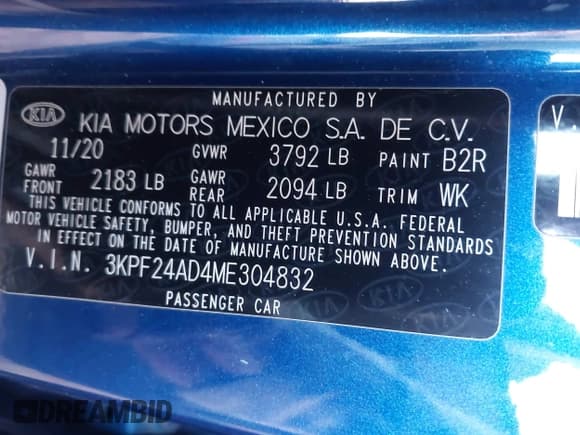 MANUFACTURED BY
KIA KIA MOTORS MEXICO S.A. DE C.V.
11/20 GVWR 3792 LB PAINT B2R
GAWR FRONT 2183 LB GAWR REAR 2094 LB TRIM WK
THIS VEHICLE CONFORMS TO ALL APPLICABLE U.S.A. FEDERAL
MOTOR VEHICLE SAFETY, BUMPER, AND THEFT PREVENTION STANDARDS
IN EFFECT ON THE DATE OF MANUFACTURE SHOWN ABOVE.
V.I.N. 3KPF24AD4ME304832
PASSENGER CAR
V
DREAMBID